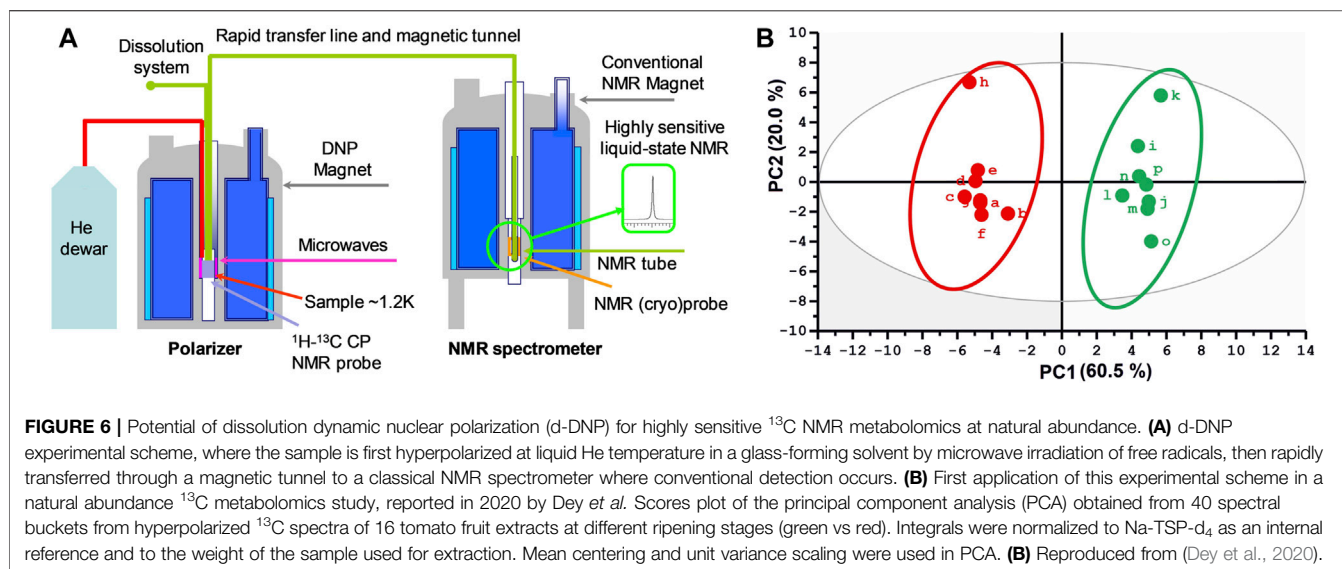 A
Rapid transfer line and magnetic tunnel
Dissolution
system
Conventional
NMR Magnet
Highly sensitive
liquid-state NMR
DNP
Magnet
He
dewar
Microwaves
NMR tube
Sample ~1.2K
NMR (cryo)probe
¹H-¹³C CP
NMR probe
Polarizer
NMR spectrometer
B
PC2 (20.0 %)
10
8
6
4
2
0
−2
−4
−6
−8
−10
h
k
i
e
d
n
p
c
g
a
b
l
m
j
f
o
−14 −12 −10 −8 −6 −4 −2 0 2 4 6 8 10 12 14
PC1 (60.5 %)
FIGURE 6 | Potential of dissolution dynamic nuclear polarization (d-DNP) for highly sensitive ¹³C NMR metabolomics at natural abundance. (A) d-DNP
experimental scheme, where the sample is first hyperpolarized at liquid He temperature in a glass-forming solvent by microwave irradiation of free radicals, then rapidly
transferred through a magnetic tunnel to a classical NMR spectrometer where conventional detection occurs. (B) First application of this experimental scheme in a
natural abundance ¹³C metabolomics study, reported in 2020 by Dey et al. Scores plot of the principal component analysis (PCA) obtained from 40 spectral
buckets from hyperpolarized ¹³C spectra of 16 tomato fruit extracts at different ripening stages (green vs red). Integrals were normalized to Na-TSP-d₄ as an internal
reference and to the weight of the sample used for extraction. Mean centering and unit variance scaling were used in PCA. (B) Reproduced from (Dey et al., 2020).